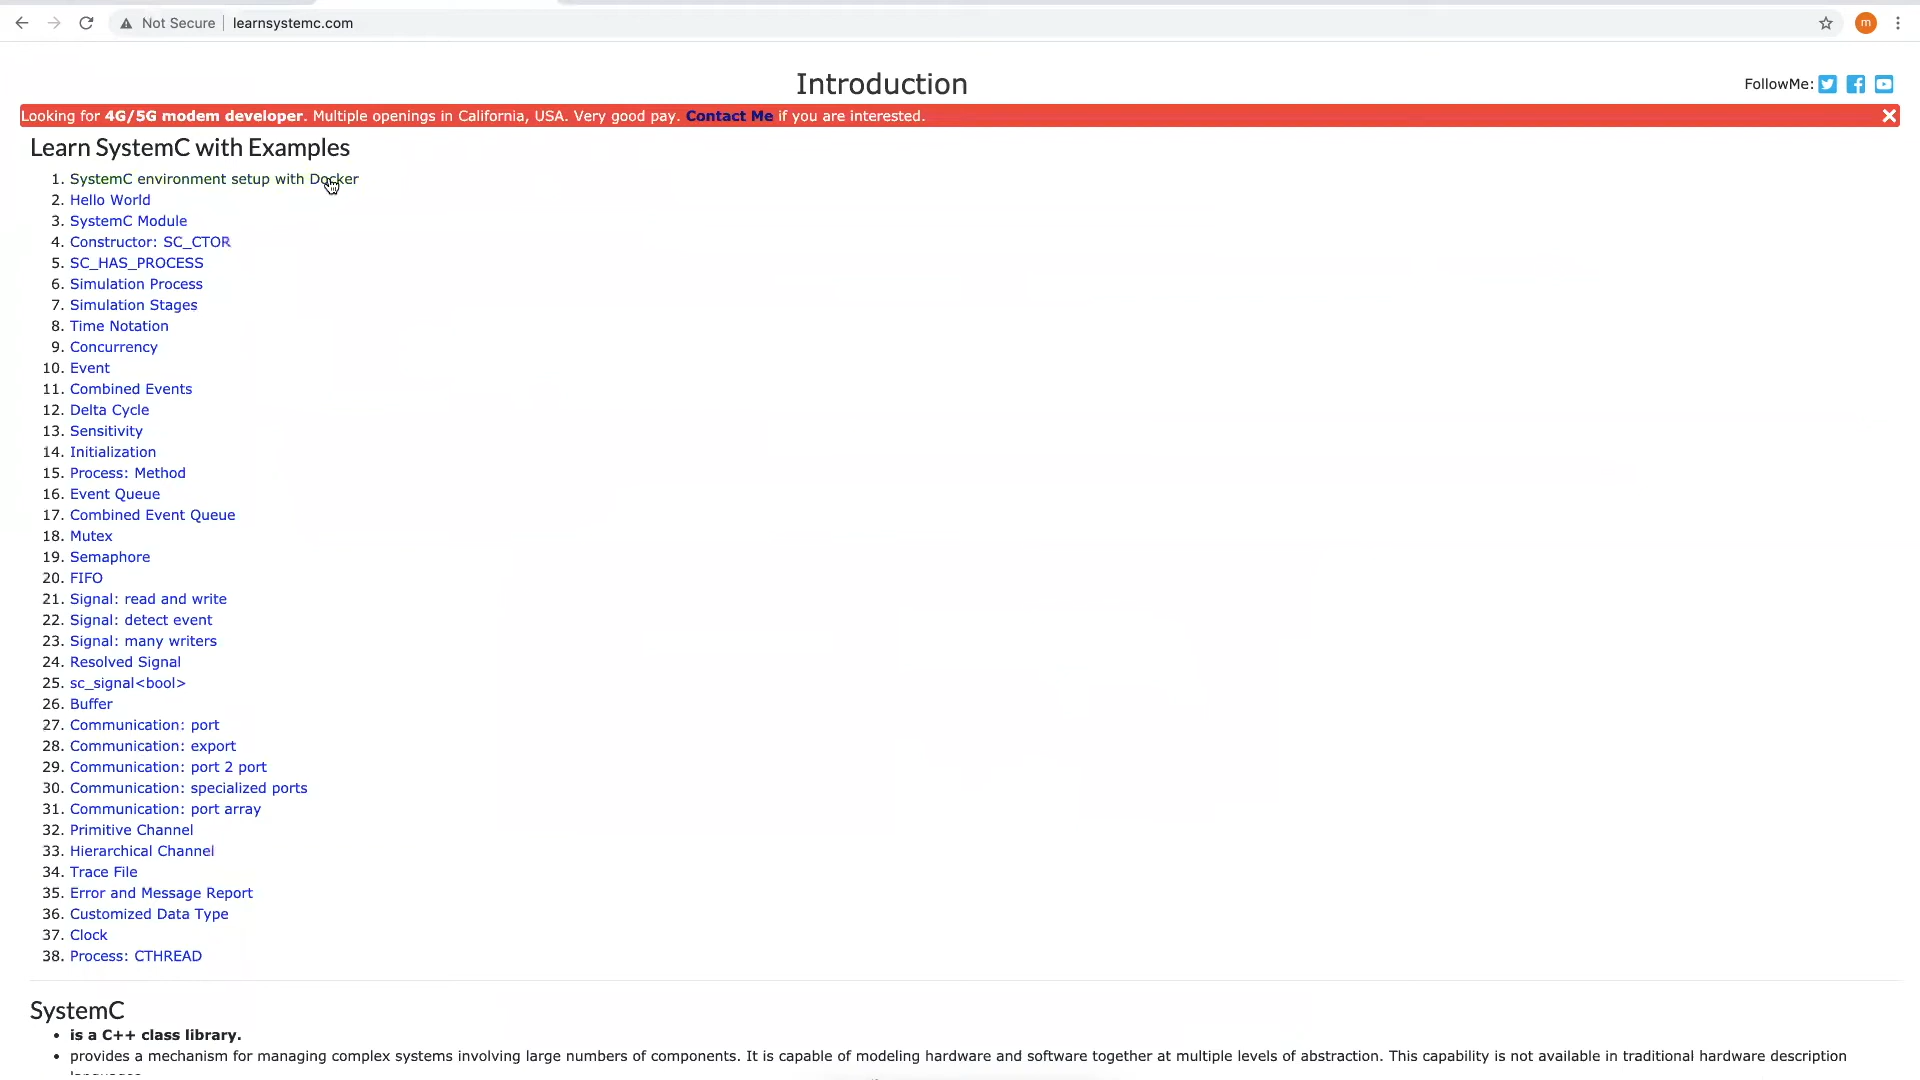 Not Secure | learnsystemc.com
m
Introduction
FollowMe:
Looking for 4G/5G modem developer. Multiple openings in California, USA. Very good pay. Contact Me if you are interested.
Learn SystemC with Examples
1. SystemC environment setup with Docker
2. Hello World
3. SystemC Module
4. Constructor: SC_CTOR
5. SC_HAS_PROCESS
6. Simulation Process
7. Simulation Stages
8. Time Notation
9. Concurrency
10. Event
11. Combined Events
12. Delta Cycle
13. Sensitivity
14. Initialization
15. Process: Method
16. Event Queue
17. Combined Event Queue
18. Mutex
19. Semaphore
20. FIFO
21. Signal: read and write
22. Signal: detect event
23. Signal: many writers
24. Resolved Signal
25. sc_signal<bool>
26. Buffer
27. Communication: port
28. Communication: export
29. Communication: port 2 port
30. Communication: specialized ports
31. Communication: port array
32. Primitive Channel
33. Hierarchical Channel
34. Trace File
35. Error and Message Report
36. Customized Data Type
37. Clock
38. Process: CTHREAD
SystemC
• is a C++ class library.
• provides a mechanism for managing complex systems involving large numbers of components. It is capable of modeling hardware and software together at multiple levels of abstraction. This capability is not available in traditional hardware description